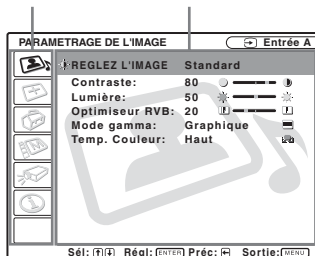 PARAMETRAGE DE L'IMAGE Entrée A
REGLEZ L'IMAGE Standard
Contraste: 80
Lumière: 50
Optimiseur RVB: 20
Mode gamma: Graphique
Temp. Couleur: Haut
Sél: Régl: ENTER Préc: Sortie: MENU